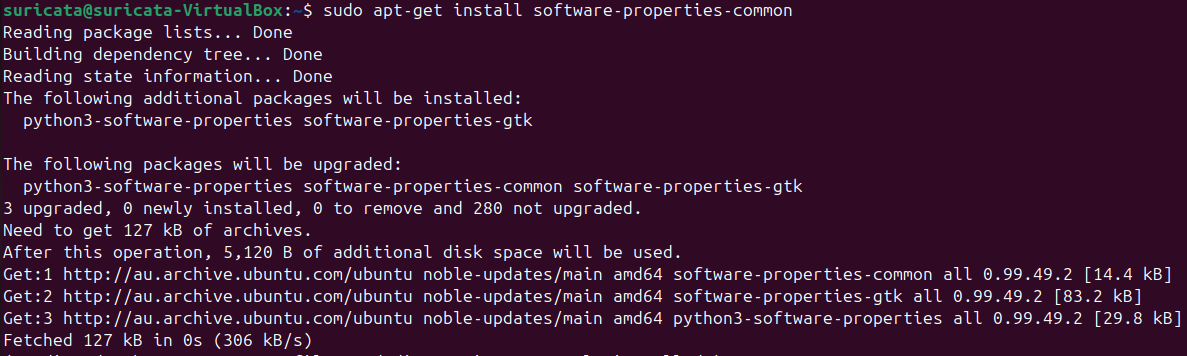 suricata@suricata-VirtualBox:~$ sudo apt-get install software-properties-common
Reading package lists... Done
Building dependency tree... Done
Reading state information... Done
The following additional packages will be installed:
  python3-software-properties software-properties-gtk
The following packages will be upgraded:
  python3-software-properties software-properties-common software-properties-gtk
3 upgraded, 0 newly installed, 0 to remove and 280 not upgraded.
Need to get 127 kB of archives.
After this operation, 5,120 B of additional disk space will be used.
Get:1 http://au.archive.ubuntu.com/ubuntu noble-updates/main amd64 software-properties-common all 0.99.49.2 [14.4 kB]
Get:2 http://au.archive.ubuntu.com/ubuntu noble-updates/main amd64 software-properties-gtk all 0.99.49.2 [83.2 kB]
Get:3 http://au.archive.ubuntu.com/ubuntu noble-updates/main amd64 python3-software-properties all 0.99.49.2 [29.8 kB]
Fetched 127 kB in 0s (306 kB/s)